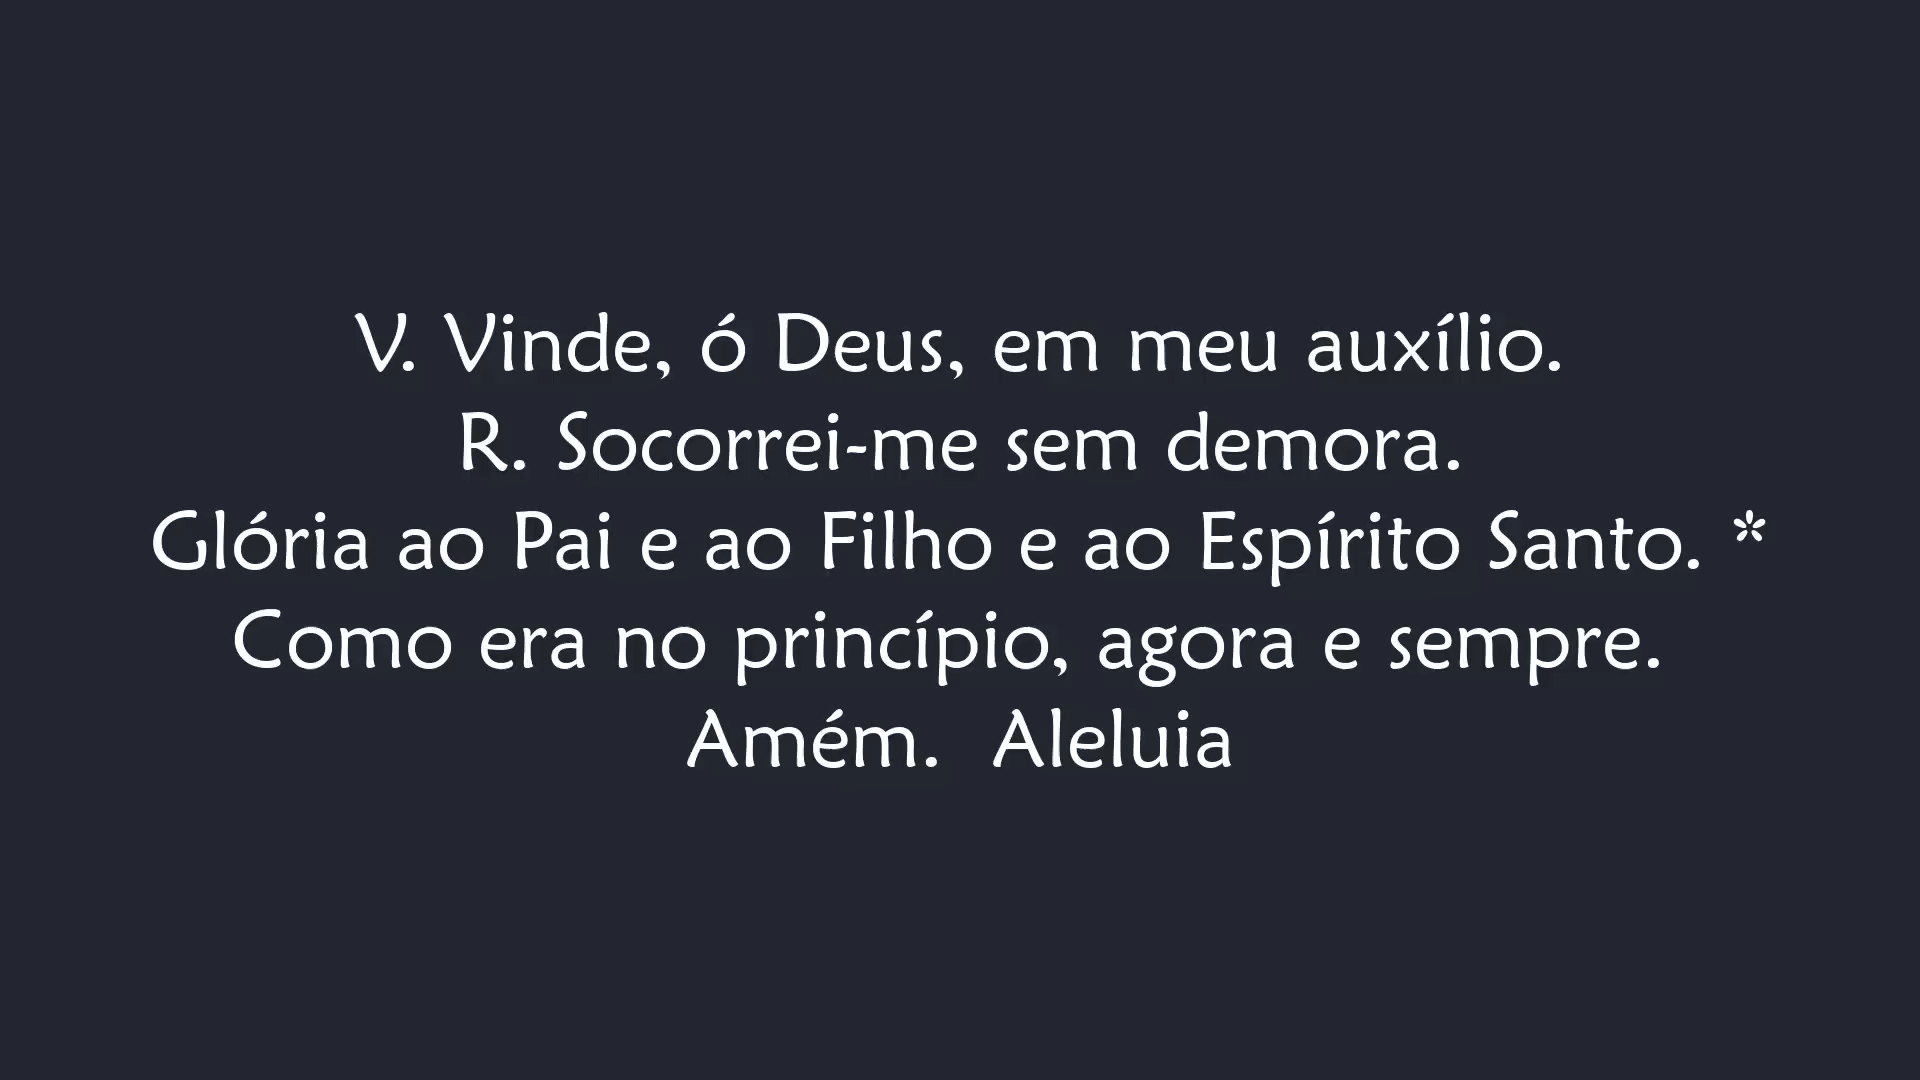 V. Vinde, ó Deus, em meu auxílio.
R. Socorrei-me sem demora.
Glória ao Pai e ao Filho e ao Espírito Santo. *
Como era no princípio, agora e sempre.
Amém.  Aleluia